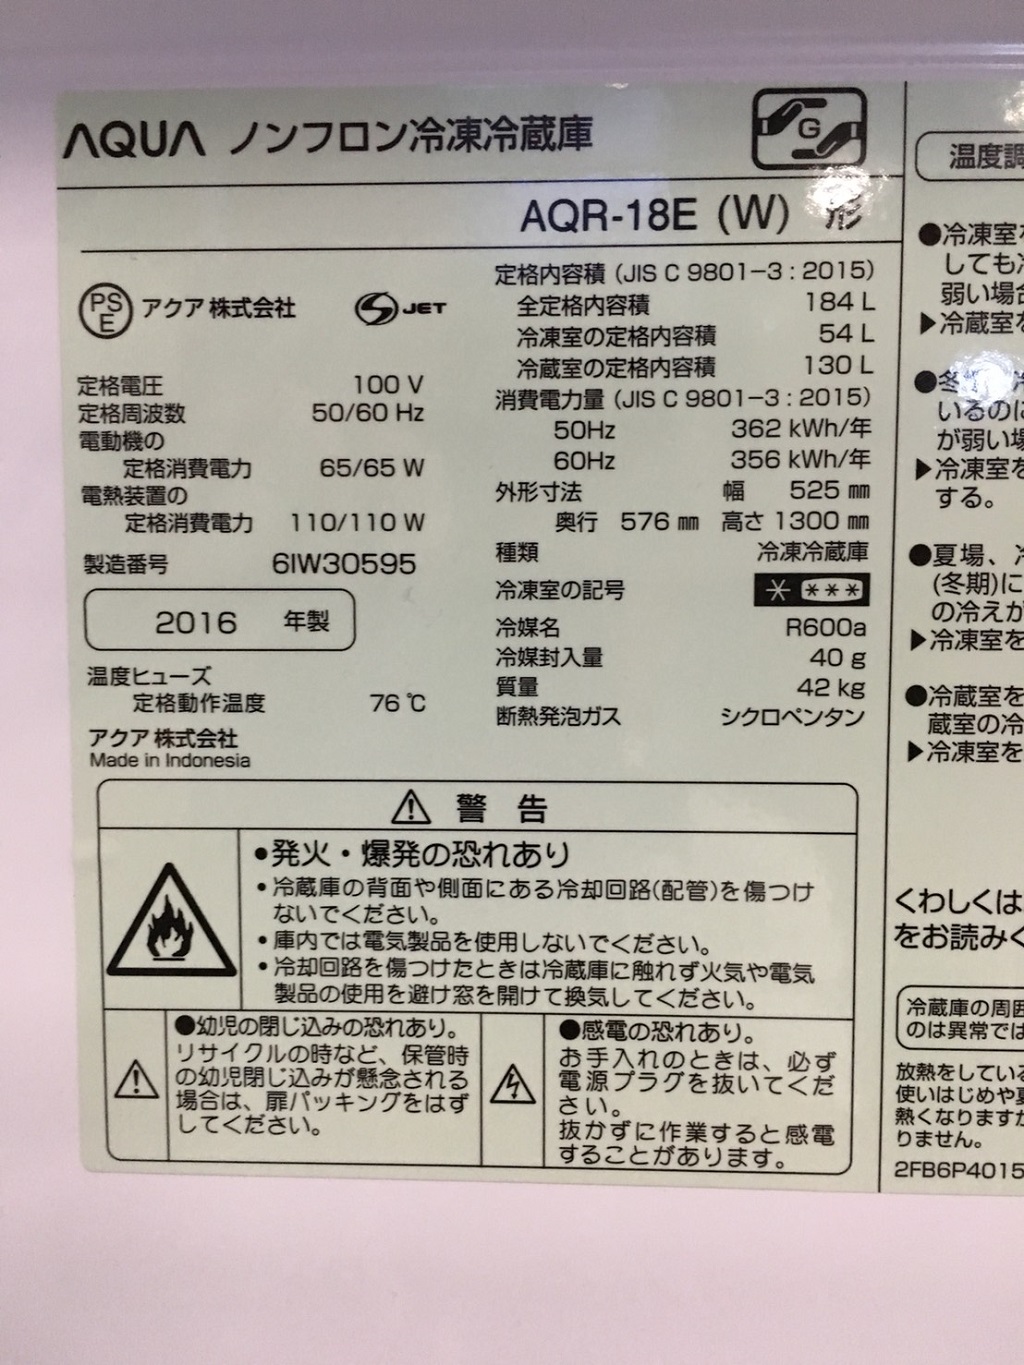 AQUA ノンフロン冷凍冷蔵庫
G
AQR-18E (W) 形
PS
E
アクア 株式会社
S JET
定格電圧 100 V
定格周波数 50/60 Hz
電動機の
定格消費電力 65/65 W
電熱装置の
定格消費電力 110/110 W
製造番号 6IW30595
2016 年製
温度ヒューズ
定格動作温度 76 ℃
アクア 株式会社
Made in Indonesia
定格内容積 (JIS C 9801-3 : 2015)
全定格内容積 184 L
冷凍室の定格内容積 54 L
冷蔵室の定格内容積 130 L
消費電力量 (JIS C 9801-3 : 2015)
50Hz 362 kWh/年
60Hz 356 kWh/年
外形寸法 幅 525 ㎜
奥行 576 ㎜ 高さ 1300 ㎜
種類 冷凍冷蔵庫
冷凍室の記号 * ***
冷媒名 R600a
冷媒封入量 40 g
質量 42 kg
断熱発泡ガス シクロペンタン
⚠ 警 告
●発火・爆発の恐れあり
・冷蔵庫の背面や側面にある冷却回路(配管)を傷つけ
ないでください。
・庫内では電気製品を使用しないでください。
・冷却回路を傷つけたときは冷蔵庫に触れず火気や電気
製品の使用を避け窓を開けて換気してください。
●幼児の閉じ込みの恐れあり。
リサイクルの時など、保管時
の幼児閉じ込みが懸念される
場合は、扉パッキングをはず
してください。
●感電の恐れあり。
お手入れのときは、必ず
電源プラグを抜いてくだ
さい。
抜かずに作業すると感電
することがあります。
温度調
●冷凍室を
しても冷
弱い場合
▶冷蔵室を
●冬
いるのに
が弱い場
▶冷凍室を
する。
●夏場、冷
(冬期)に
の冷えが
▶冷凍室を
●冷蔵室を
蔵室の冷
▶冷凍室を
くわしくは
をお読みく
冷蔵庫の周囲
のは異常では
放熱をしている
使いはじめや夏
熱くなりますが
りません。
2FB6P4015